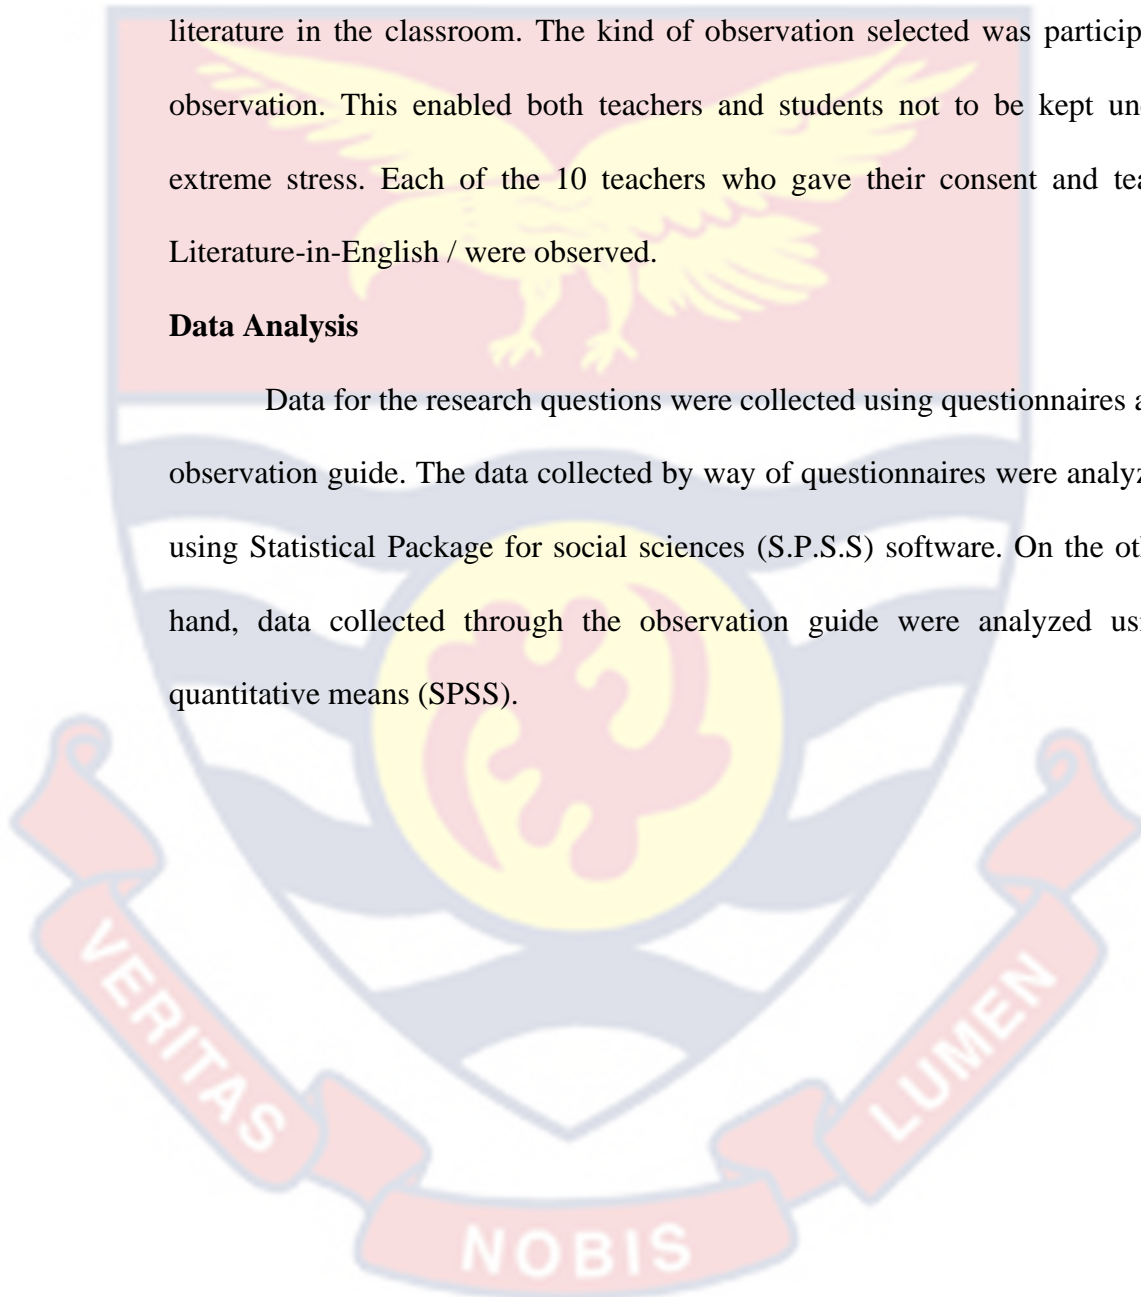 literature in the classroom. The kind of observation selected was particip
observation. This enabled both teachers and students not to be kept un
extreme stress. Each of the 10 teachers who gave their consent and tea
Literature-in-English / were observed.
Data Analysis
Data for the research questions were collected using questionnaires a
observation guide. The data collected by way of questionnaires were analyz
using Statistical Package for social sciences (S.P.S.S) software. On the ot
hand, data collected through the observation guide were analyzed us
quantitative means (SPSS).
VERITAS
NOBIS
LUMEN